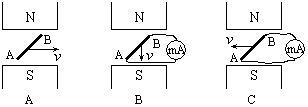 N N N
B B B
A v A v mA v A mA
S S S
A B C